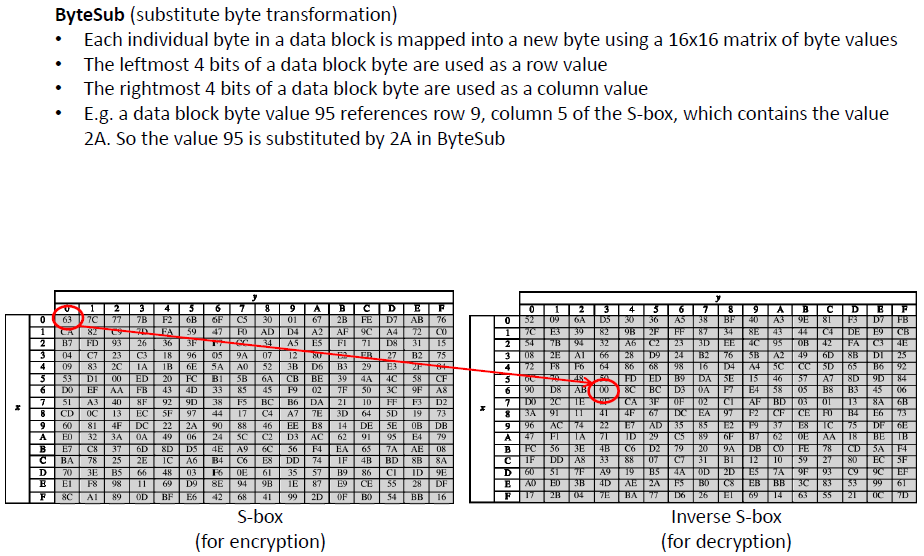 ByteSub (substitute byte transformation)
• Each individual byte in a data block is mapped into a new byte using a 16x16 matrix of byte values
• The leftmost 4 bits of a data block byte are used as a row value
• The rightmost 4 bits of a data block byte are used as a column value
• E.g. a data block byte value 95 references row 9, column 5 of the S-box, which contains the value
2A. So the value 95 is substituted by 2A in ByteSub
y
0 1 2 3 4 5 6 7 8 9 A B C D E F
0 63 7C 77 7B F2 6B 6F C5 30 01 67 2B FE D7 AB 76
1 CA 82 C9 7D FA 59 47 F0 AD D4 A2 AF 9C A4 72 C0
2 B7 FD 93 26 36 3F F7 CC 34 A5 E5 F1 71 D8 31 15
3 04 C7 23 C3 18 96 05 9A 07 12 80 E2 EB 27 B2 75
4 09 83 2C 1A 1B 6E 5A A0 52 3B D6 B3 29 E3 2F 84
5 53 D1 00 ED 20 FC B1 5B 6A CB BE 39 4A 4C 58 CF
6 D0 EF AA FB 43 4D 33 85 45 F9 02 7F 50 3C 9F A8
7 51 A3 40 8F 92 9D 38 F5 BC B6 DA 21 10 FF F3 D2
x
8 CD 0C 13 EC 5F 97 44 17 C4 A7 7E 3D 64 5D 19 73
9 60 81 4F DC 22 2A 90 88 46 EE B8 14 DE 5E 0B DB
A E0 32 3A 0A 49 06 24 5C C2 D3 AC 62 91 95 E4 79
B E7 C8 37 6D 8D D5 4E A9 6C 56 F4 EA 65 7A AE 08
C BA 78 25 2E 1C A6 B4 C6 E8 DD 74 1F 4B BD 8B 8A
D 70 3E B5 66 48 03 F6 0E 61 35 57 B9 86 C1 1D 9E
E E1 F8 98 11 69 D9 8E 94 9B 1E 87 E9 CE 55 28 DF
F 8C A1 89 0D BF E6 42 68 41 99 2D 0F B0 54 BB 16
S-box
(for encryption)
y
0 1 2 3 4 5 6 7 8 9 A B C D E F
0 52 09 6A D5 30 36 A5 38 BF 40 A3 9E 81 F3 D7 FB
1 7C E3 39 82 9B 2F FF 87 34 8E 43 44 C4 DE E9 CB
2 54 7B 94 32 A6 C2 23 3D EE 4C 95 0B 42 FA C3 4E
3 08 2E A1 66 28 D9 24 B2 76 5B A2 49 6D 8B D1 25
4 72 F8 F6 64 86 68 98 16 D4 A4 5C CC 5D 65 B6 92
5 6C 70 48 50 FD ED B9 DA 5E 15 46 57 A7 8D 9D 84
6 90 D8 AB 00 8C BC D3 0A F7 E4 58 05 B8 B3 45 06
7 D0 2C 1E 8F CA 3F 0F 02 C1 AF BD 03 01 13 8A 6B
x
8 3A 91 11 41 4F 67 DC EA 97 F2 CF CE F0 B4 E6 73
9 96 AC 74 22 E7 AD 35 85 E2 F9 37 E8 1C 75 DF 6E
A 47 F1 1A 71 1D 29 C5 89 6F B7 62 0E AA 18 BE 1B
B FC 56 3E 4B C6 D2 79 20 9A DB C0 FE 78 CD 5A F4
C 1F DD A8 33 88 07 C7 31 B1 12 10 59 27 80 EC 5F
D 60 51 7F A9 19 B5 4A 0D 2D E5 7A 9F 93 C9 9C EF
E A0 E0 3B 4D AE 2A F5 B0 C8 EB BB 3C 83 53 99 61
F 17 2B 04 7E BA 77 D6 26 E1 69 14 63 55 21 0C 7D
Inverse S-box
(for decryption)